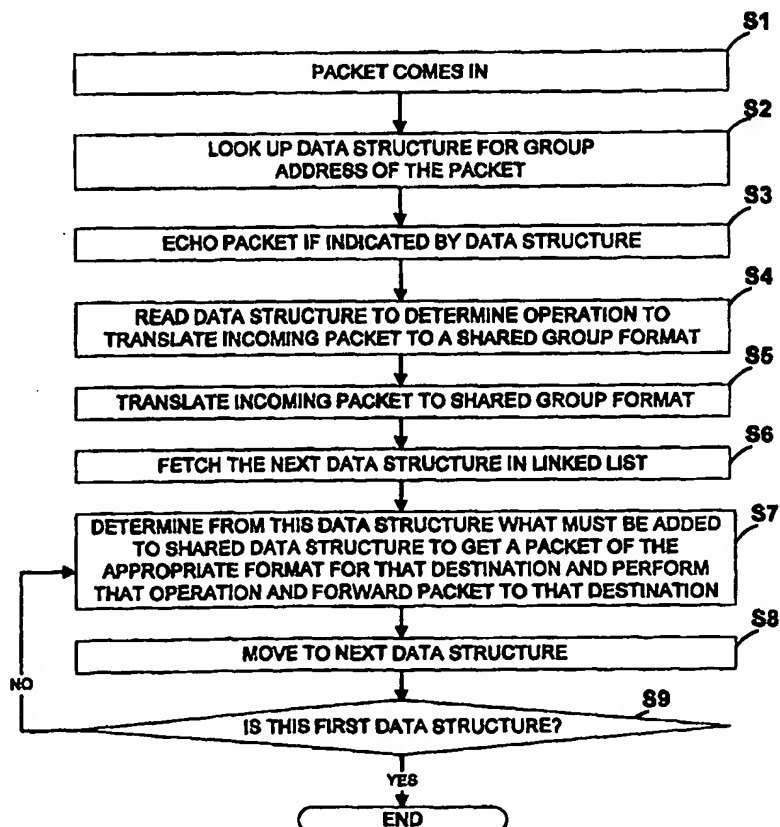 S1
PACKET COMES IN
S2
LOOK UP DATA STRUCTURE FOR GROUP
ADDRESS OF THE PACKET
S3
ECHO PACKET IF INDICATED BY DATA STRUCTURE
S4
READ DATA STRUCTURE TO DETERMINE OPERATION TO
TRANSLATE INCOMING PACKET TO A SHARED GROUP FORMAT
S5
TRANSLATE INCOMING PACKET TO SHARED GROUP FORMAT
S6
FETCH THE NEXT DATA STRUCTURE IN LINKED LIST
S7
DETERMINE FROM THIS DATA STRUCTURE WHAT MUST BE ADDED
TO SHARED DATA STRUCTURE TO GET A PACKET OF THE
APPROPRIATE FORMAT FOR THAT DESTINATION AND PERFORM
THAT OPERATION AND FORWARD PACKET TO THAT DESTINATION
S8
MOVE TO NEXT DATA STRUCTURE
NO
S9
IS THIS FIRST DATA STRUCTURE?
YES
END